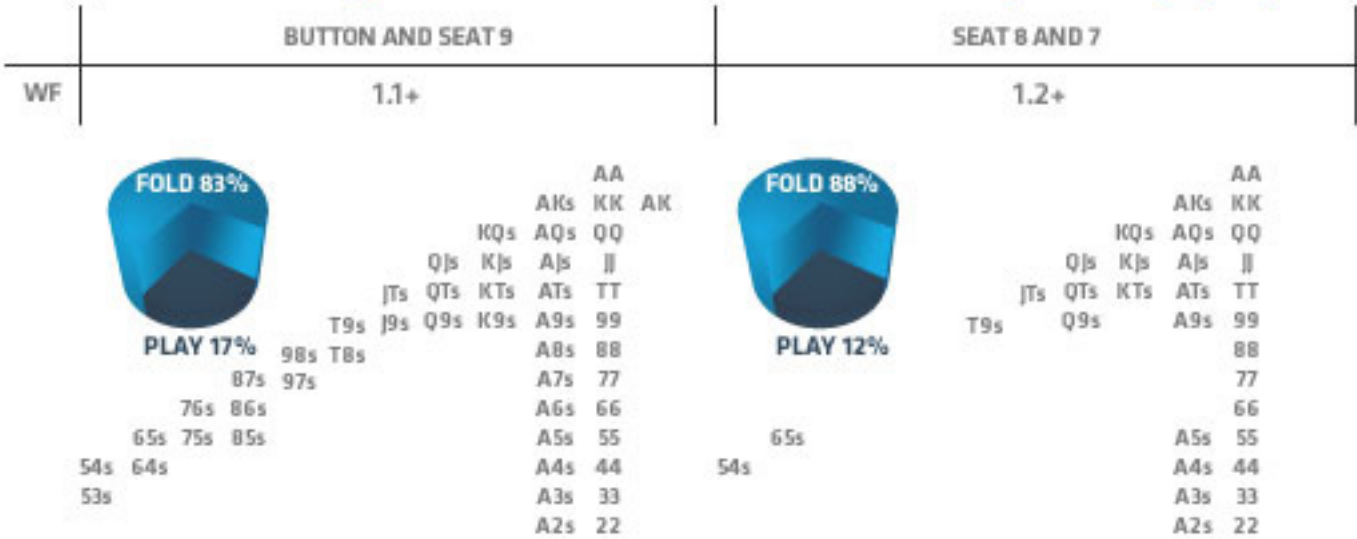 BUTTON AND SEAT 9 SEAT 8 AND 7
WF 1.1+ 1.2+
FOLD 83% AA FOLD 88% AA
AKs KK AK AKs KK
KQs AQs QQ KQs AQs QQ
QJs KJs AJs JJ QJs KJs AJs JJ
JTs QTs KTs ATs TT JTs QTs KTs ATs TT
T9s J9s Q9s K9s A9s 99 T9s Q9s A9s 99
PLAY 17% 98s T8s A8s 88 PLAY 12% 88
87s 97s A7s 77 77
76s 86s A6s 66 66
65s 75s 85s A5s 55 65s A5s 55
54s 64s A4s 44 54s A4s 44
53s A3s 33 A3s 33
A2s 22 A2s 22